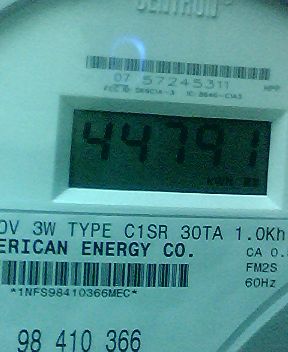 CENTRON
07 57245311
44791
KWH
0V 3W TYPE C1SR 30TA 1.0Kh
ERICAN ENERGY CO.
CA 0.
FM2S
*1NFS98410366MEC*
60Hz
98 410 366